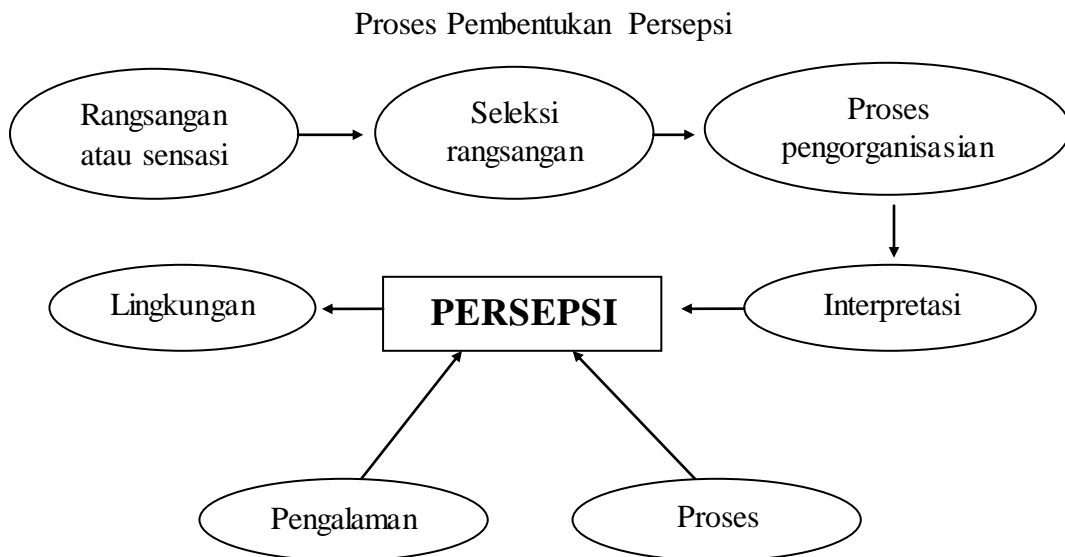 Proses Pembentukan Persepsi
Rangsangan
atau sensasi
Seleksi
rangsangan
Proses
pengorganisasian
Lingkungan
PERSEPSI
Interpretasi
Pengalaman
Proses